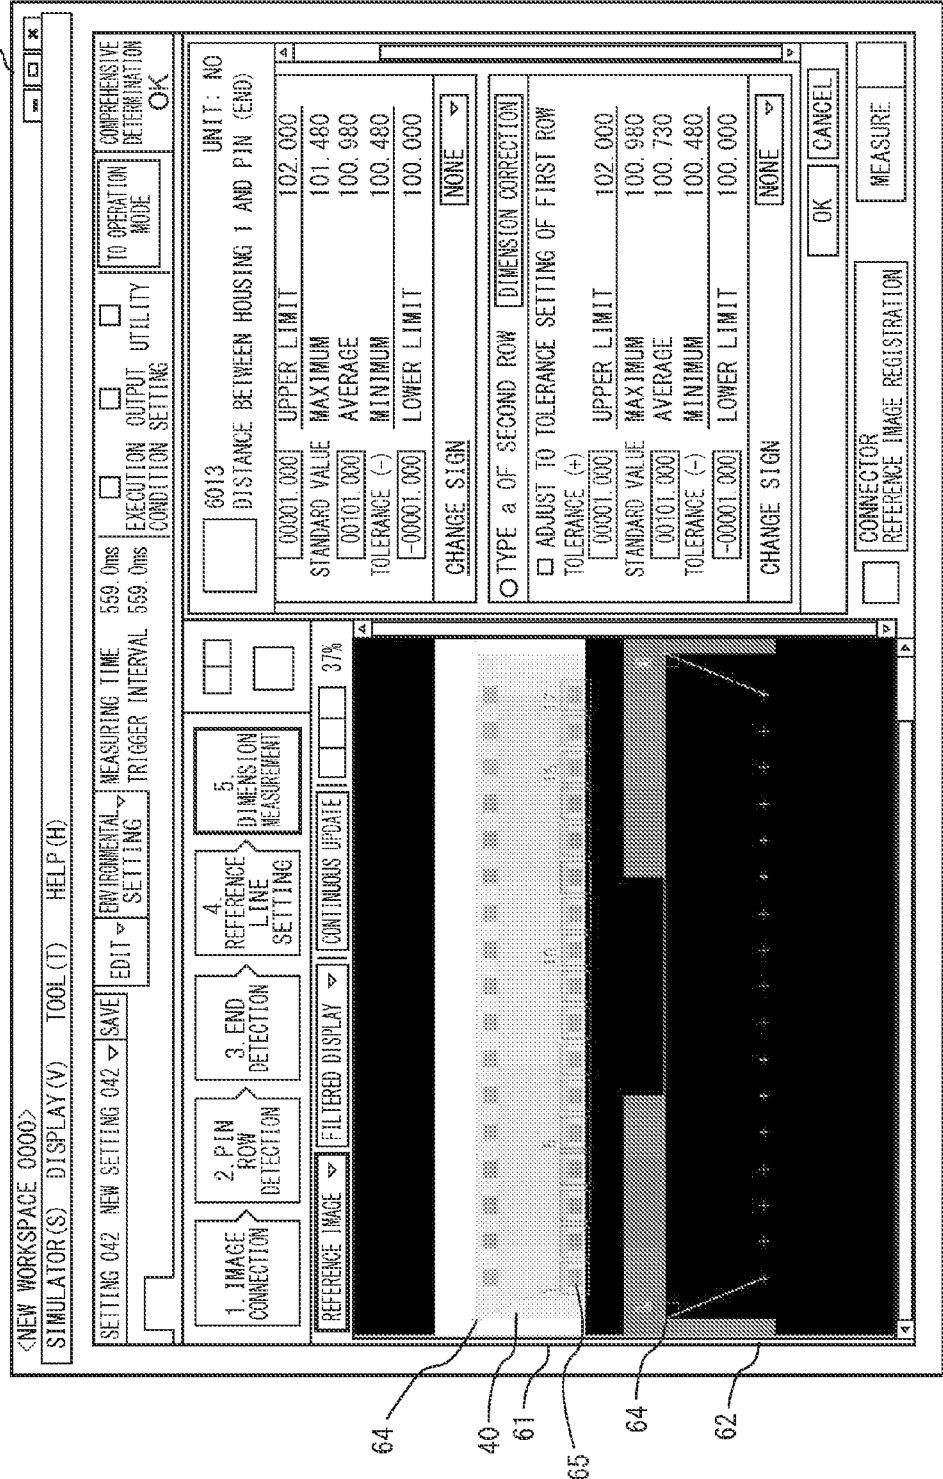 <NEW WORKSPACE 0000>
SIMULATOR(S) DISPLAY(V) TOOL(T) HELP(H)
SETTING 042 NEW SETTING 042 SAVE
EDIT
ENVIRONMENTAL
SETTING
MEASURING TIME 559.0ms
TRIGGER INTERVAL 559.0ms
EXECUTION
CONDITION
OUTPUT
SETTING
UTILITY
TO OPERATION
MODE
COMPREHENSIVE
DETERMINATION
OK
1. IMAGE
CONNECTION
2. PIN
ROW
DETECTION
3. END
DETECTION
4.
REFERENCE
LINE
SETTING
5.
DIMENSION
MEASUREMENT
REFERENCE IMAGE
FILTERED DISPLAY
CONTINUOUS UPDATE
37%
6013 UNIT: NO
DISTANCE BETWEEN HOUSING 1 AND PIN (END)
00001.000 UPPER LIMIT 102.000
STANDARD VALUE MAXIMUM 101.480
00101.000 AVERAGE 100.980
TOLERANCE (-) MINIMUM 100.480
-00001.000 LOWER LIMIT 100.000
CHANGE SIGN NONE
TYPE a OF SECOND ROW DIMENSION CORRECTION
ADJUST TO TOLERANCE SETTING OF FIRST ROW
TOLERANCE (+)
00001.000 UPPER LIMIT 102.000
STANDARD VALUE MAXIMUM 100.980
00101.000 AVERAGE 100.730
TOLERANCE (-) MINIMUM 100.480
-00001.000 LOWER LIMIT 100.000
CHANGE SIGN NONE
OK CANCEL
CONNECTOR
REFERENCE IMAGE REGISTRATION
MEASURE
64
40
61
65
64
62